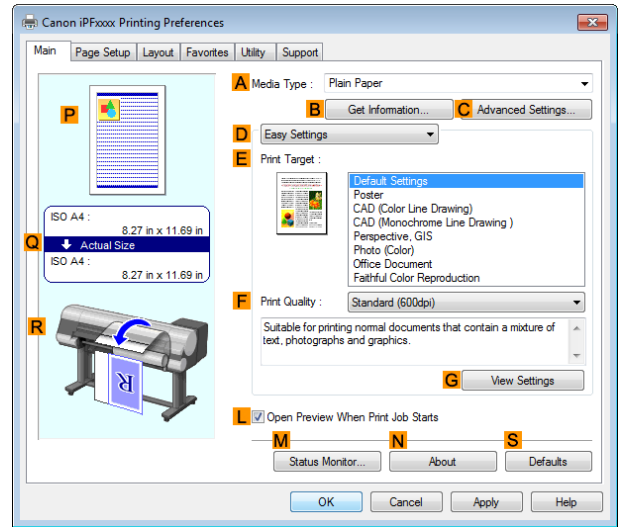 Canon iPFxxxx Printing Preferences
Main Page Setup Layout Favorites Utility Support
P
ISO A4 :
8.27 in x 11.69 in
Q Actual Size
ISO A4 :
8.27 in x 11.69 in
R
R
A Media Type : Plain Paper
B Get Information... C Advanced Settings...
D Easy Settings
E Print Target :
Default Settings
Poster
CAD (Color Line Drawing)
CAD (Monochrome Line Drawing )
Perspective, GIS
Photo (Color)
Office Document
Faithful Color Reproduction
F Print Quality : Standard (600dpi)
Suitable for printing normal documents that contain a mixture of
text, photographs and graphics.
G View Settings
L Open Preview When Print Job Starts
M N S
Status Monitor... About Defaults
OK Cancel Apply Help